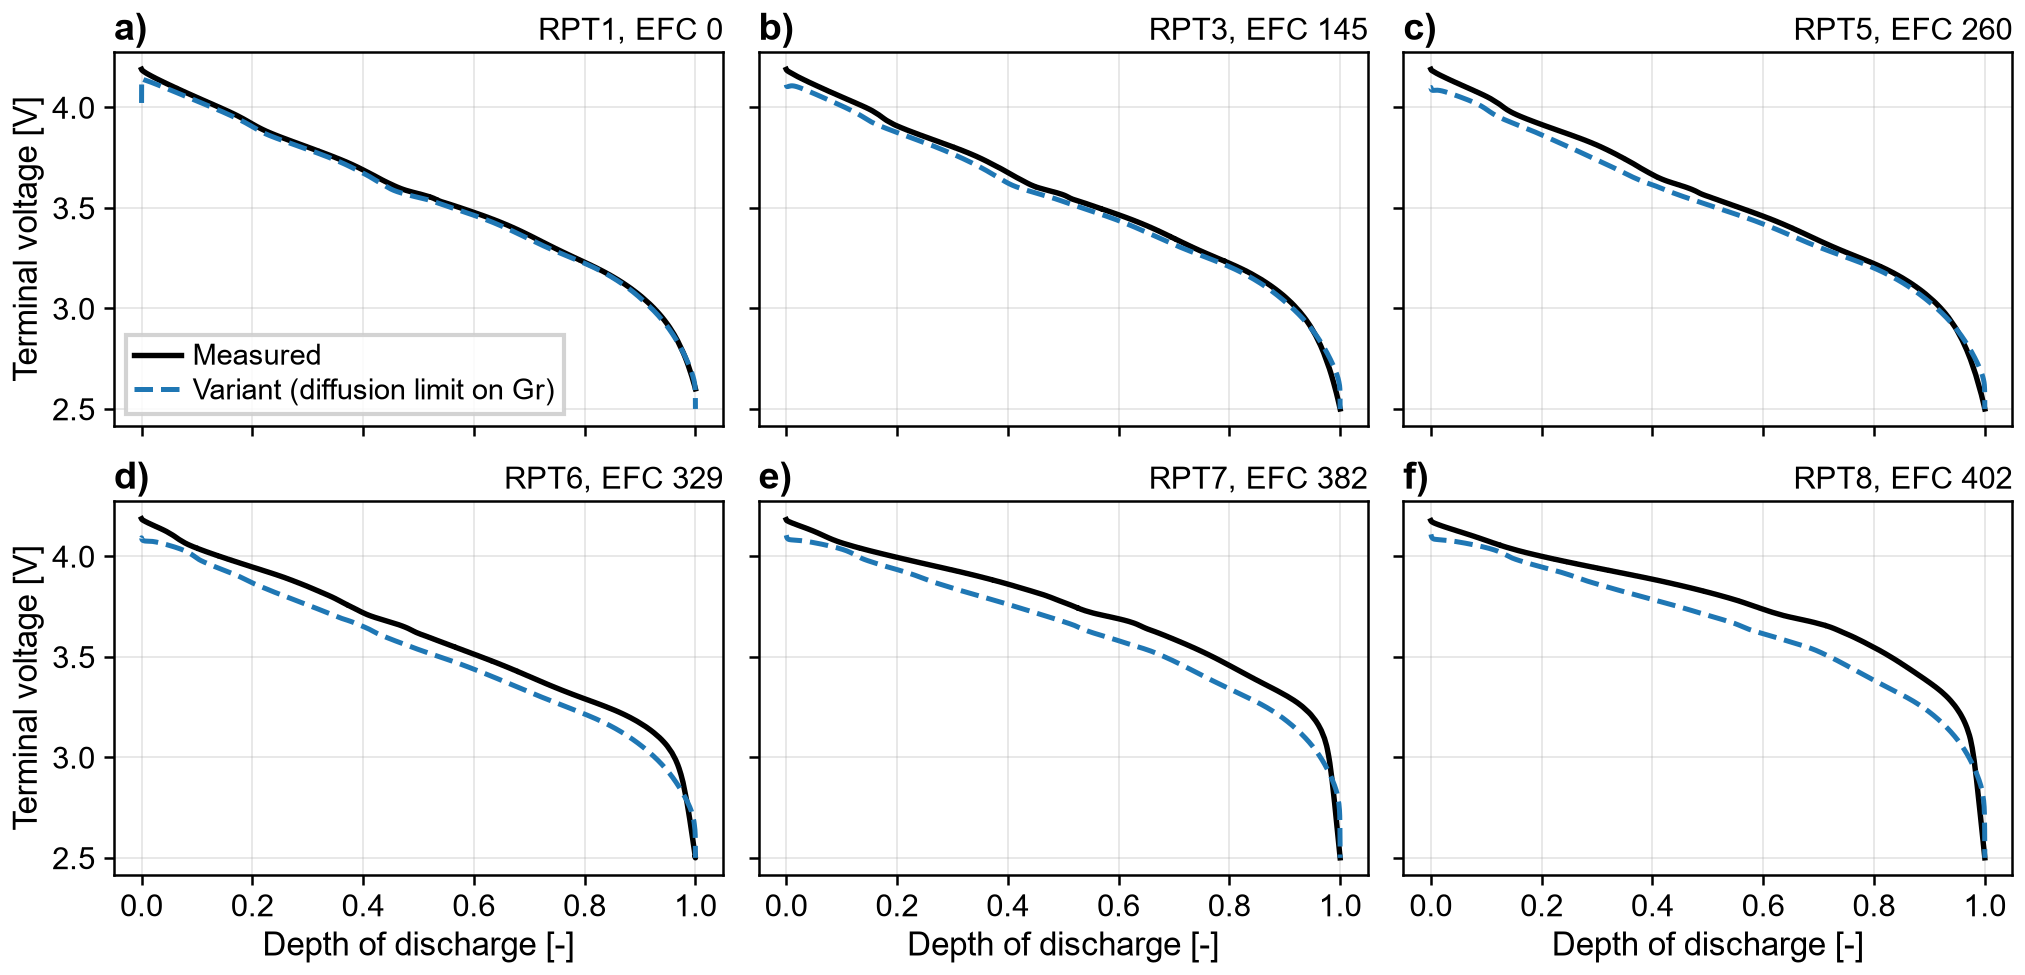 a) RPT1, EFC 0
b) RPT3, EFC 145
c) RPT5, EFC 260
Terminal voltage [V]
4.0
3.5
3.0
2.5
Measured
Variant (diffusion limit on Gr)
d) RPT6, EFC 329
e) RPT7, EFC 382
f) RPT8, EFC 402
Terminal voltage [V]
4.0
3.5
3.0
2.5
0.0 0.2 0.4 0.6 0.8 1.0
0.0 0.2 0.4 0.6 0.8 1.0
0.0 0.2 0.4 0.6 0.8 1.0
Depth of discharge [-]
Depth of discharge [-]
Depth of discharge [-]